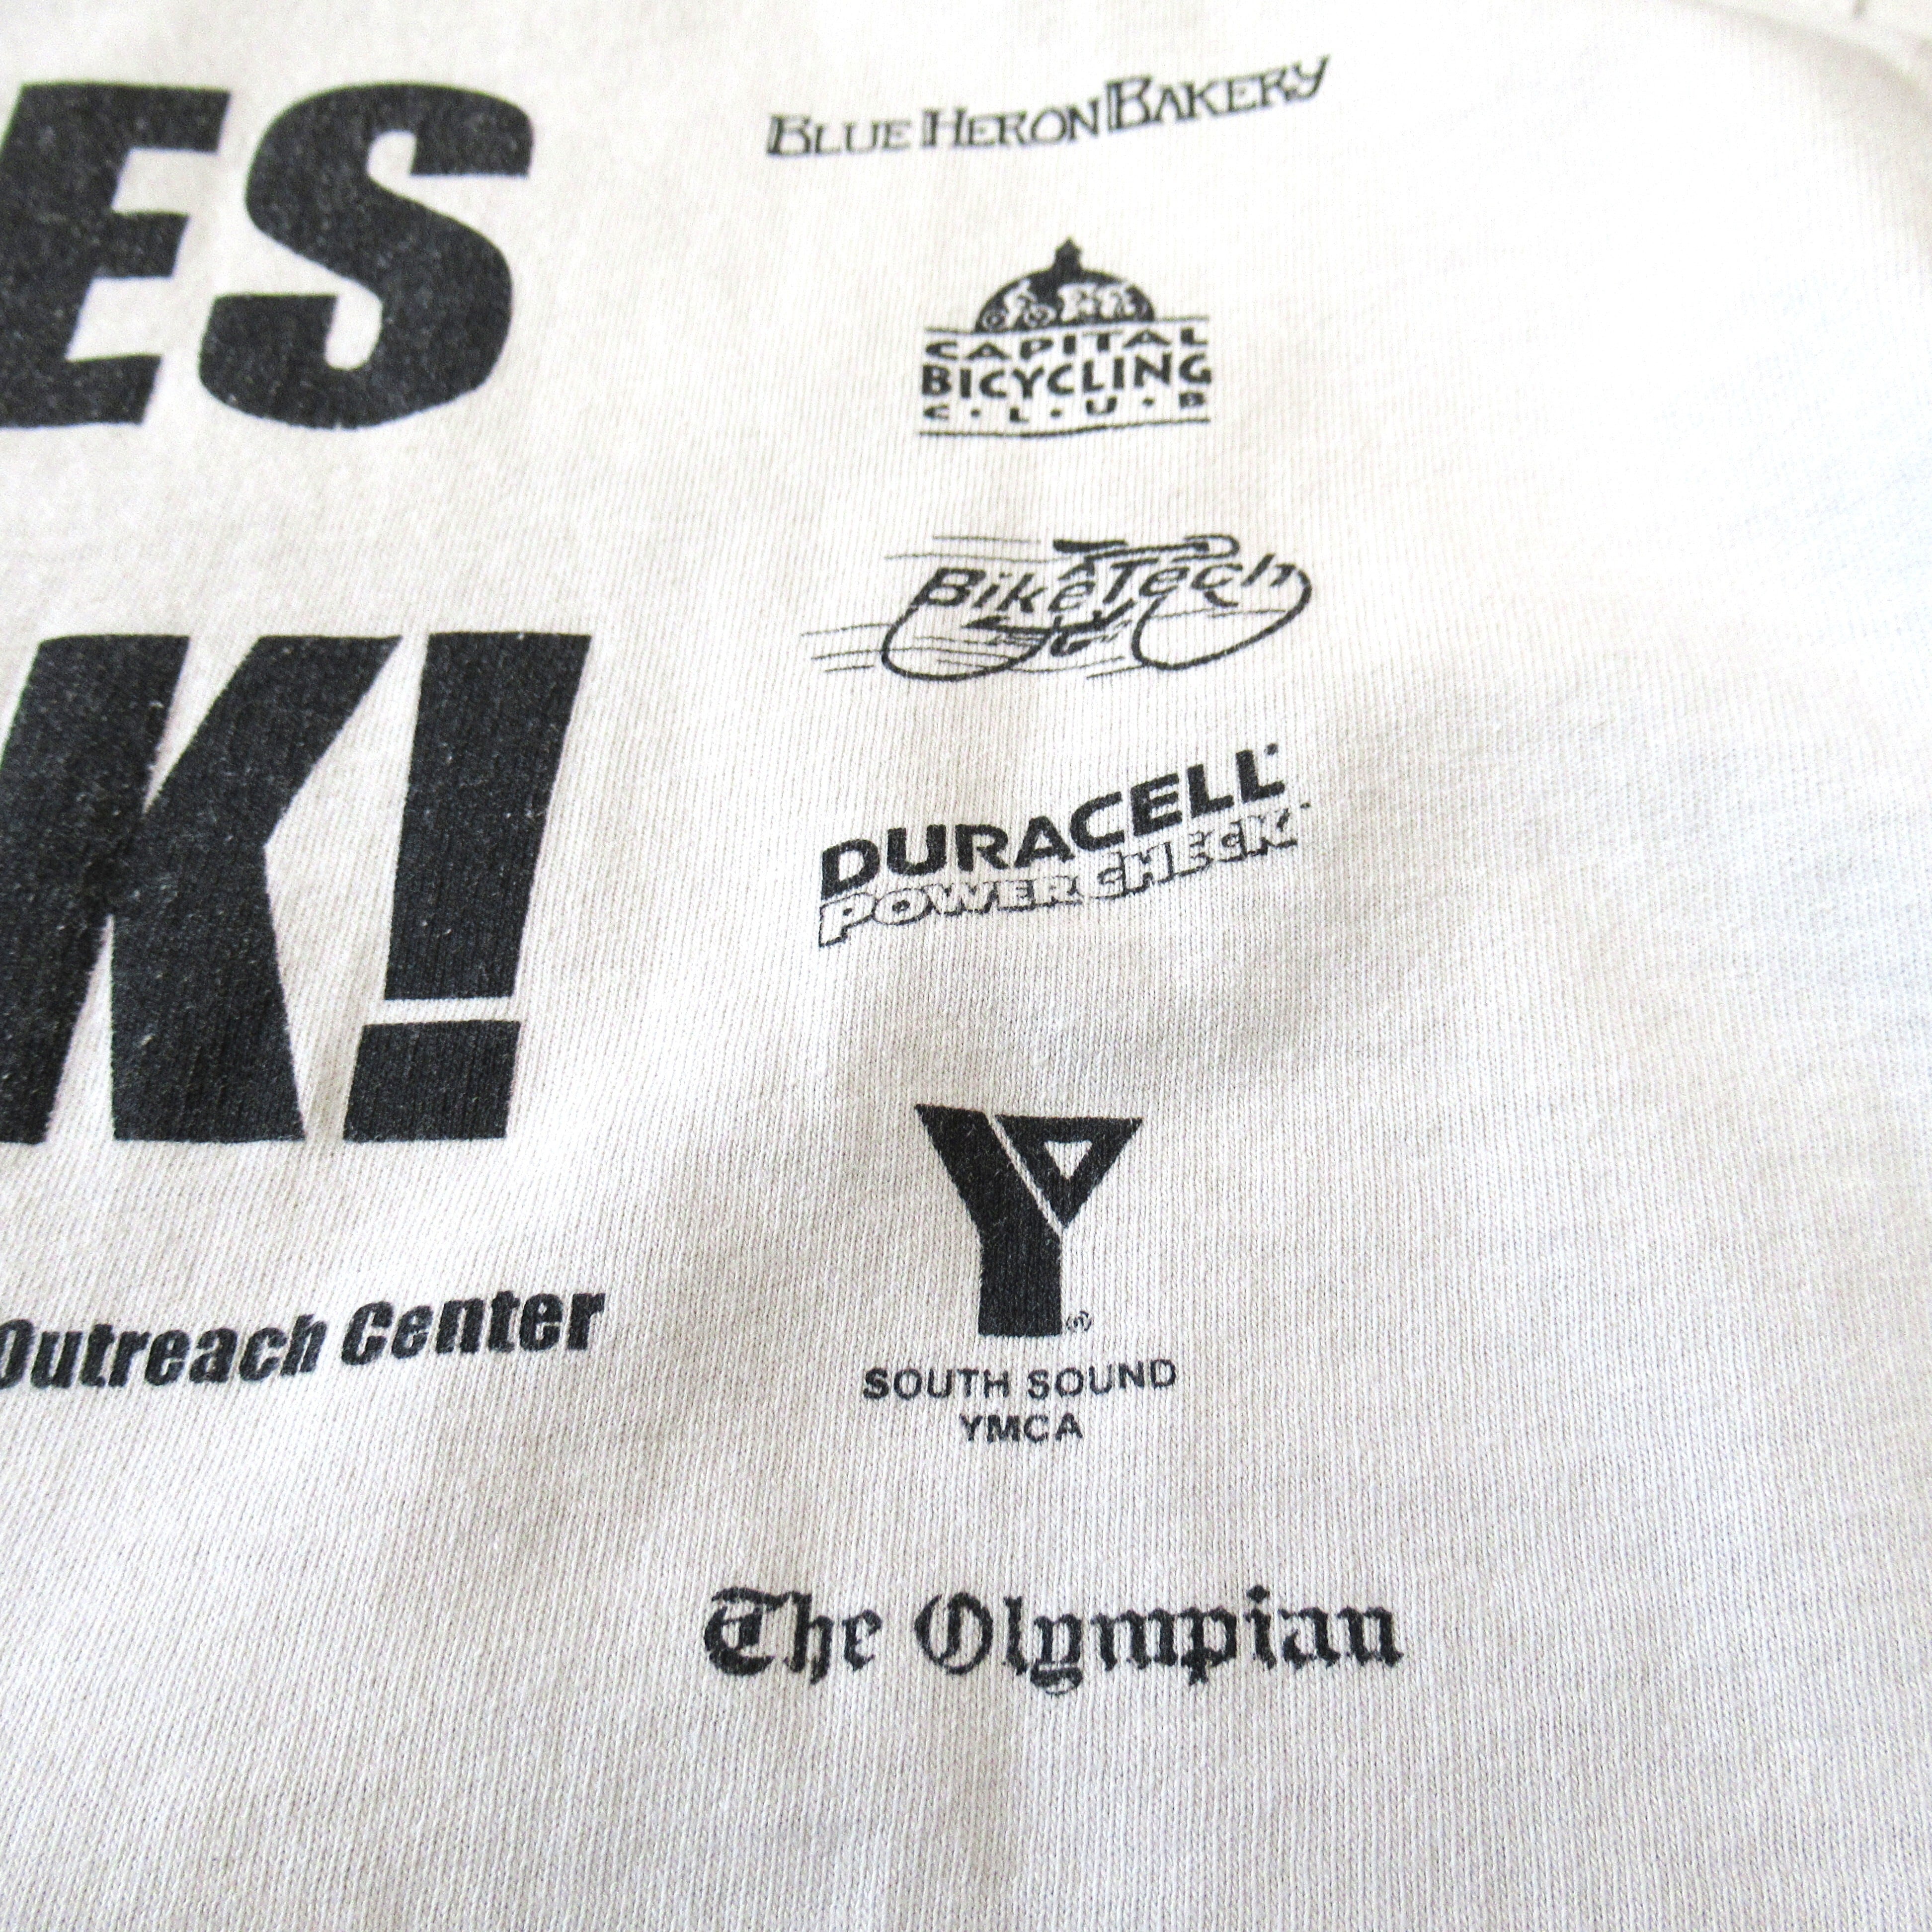 ES
K!
Outreach Center
BLUE HERON BAKERY
CAPITAL
BICYCLING
C·L·U·B
BikeTech
DURACELL
POWERCHECK
SOUTH SOUND
YMCA
The Olympian